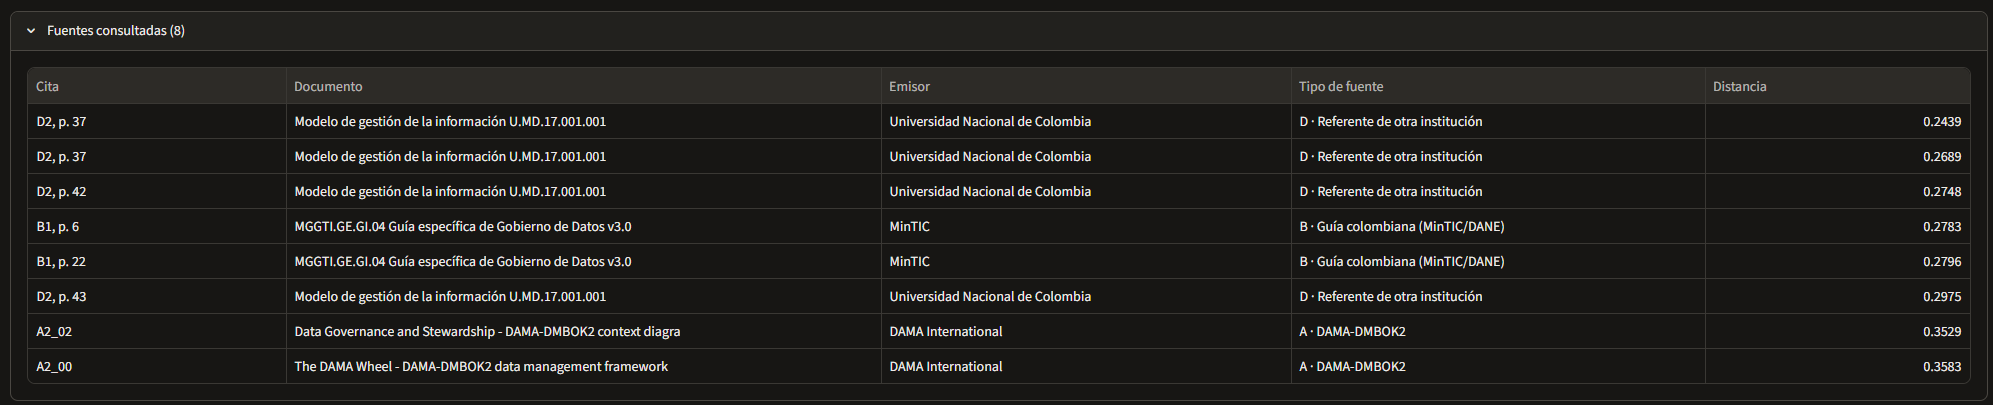 Fuentes consultadas (8)
Cita Documento Emisor Tipo de fuente Distancia
D2, p. 37 Modelo de gestión de la información U.MD.17.001.001 Universidad Nacional de Colombia D · Referente de otra institución 0.2439
D2, p. 37 Modelo de gestión de la información U.MD.17.001.001 Universidad Nacional de Colombia D · Referente de otra institución 0.2689
D2, p. 42 Modelo de gestión de la información U.MD.17.001.001 Universidad Nacional de Colombia D · Referente de otra institución 0.2748
B1, p. 6 MGGTI.GE.GI.04 Guía específica de Gobierno de Datos v3.0 MinTIC B · Guía colombiana (MinTIC/DANE) 0.2783
B1, p. 22 MGGTI.GE.GI.04 Guía específica de Gobierno de Datos v3.0 MinTIC B · Guía colombiana (MinTIC/DANE) 0.2796
D2, p. 43 Modelo de gestión de la información U.MD.17.001.001 Universidad Nacional de Colombia D · Referente de otra institución 0.2975
A2_02 Data Governance and Stewardship - DAMA-DMBOK2 context diagra DAMA International A · DAMA-DMBOK2 0.3529
A2_00 The DAMA Wheel - DAMA-DMBOK2 data management framework DAMA International A · DAMA-DMBOK2 0.3583